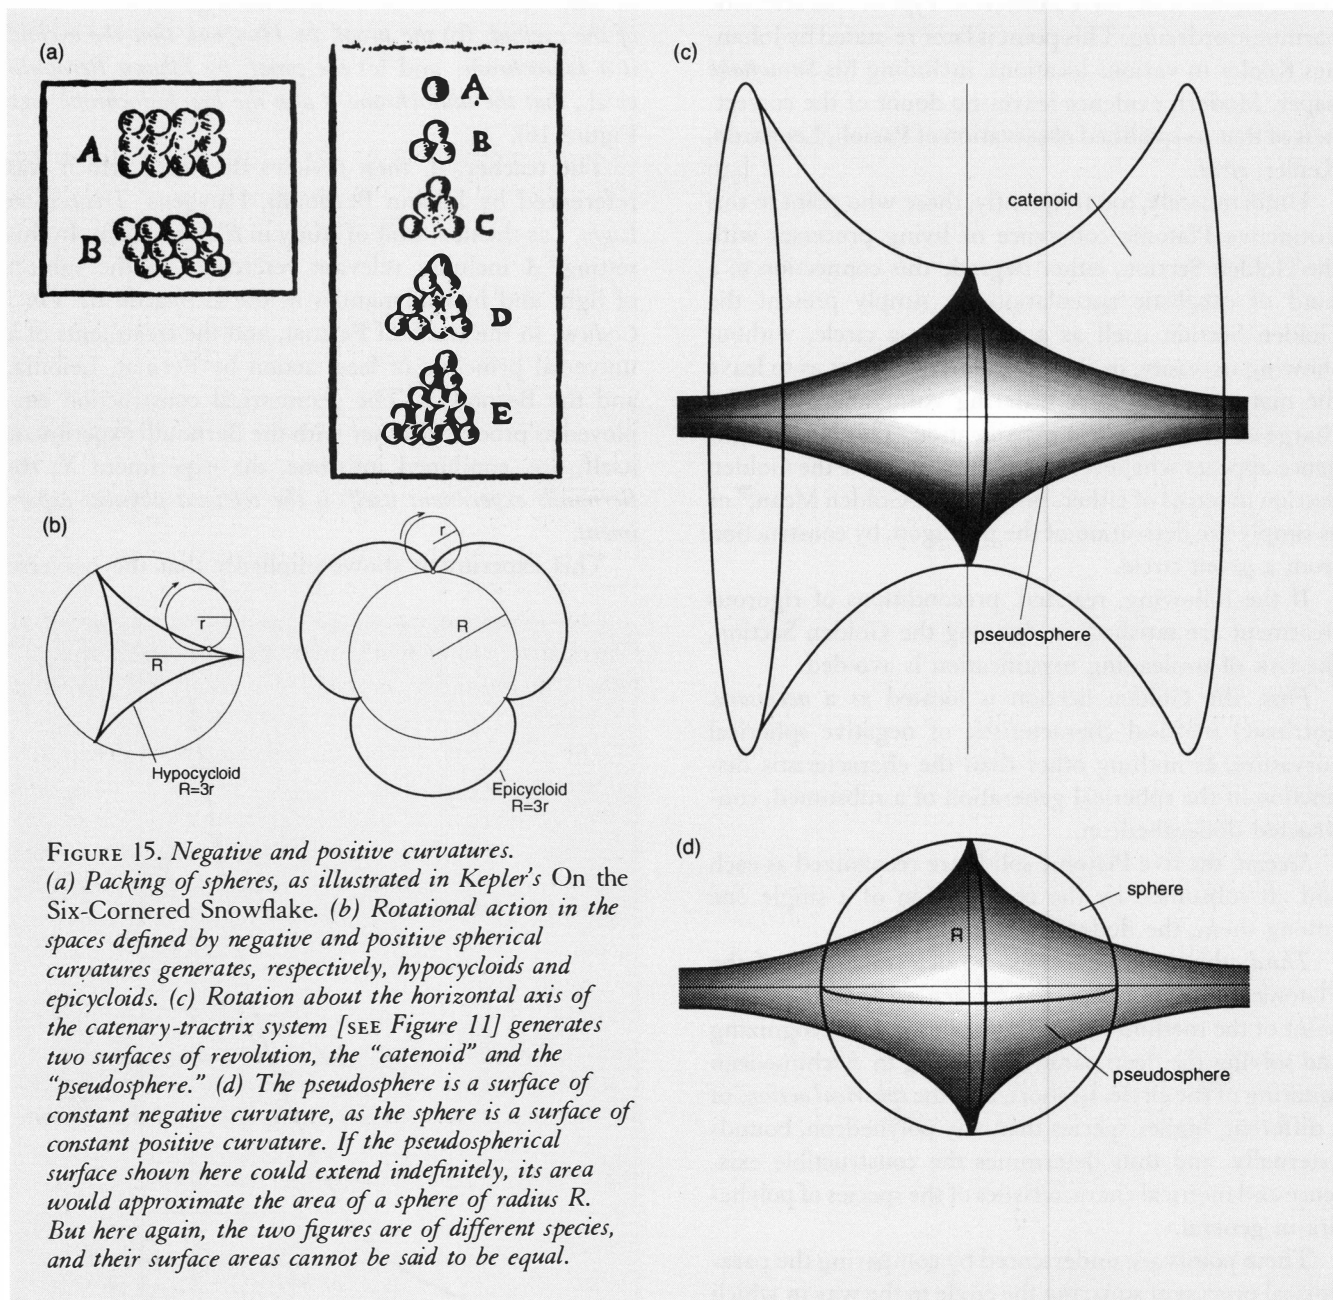 (a)
A
B
A
B
C
D
E
(b)
r
R
Hypocycloid
R=3r
r
R
Epicycloid
R=3r
(c)
catenoid
pseudosphere
(d)
sphere
R
pseudosphere
FIGURE 15. Negative and positive curvatures.
(a) Packing of spheres, as illustrated in Kepler's On the
Six-Cornered Snowflake. (b) Rotational action in the
spaces defined by negative and positive spherical
curvatures generates, respectively, hypocycloids and
epicycloids. (c) Rotation about the horizontal axis of
the catenary-tractrix system [SEE Figure 11] generates
two surfaces of revolution, the “catenoid” and the
“pseudosphere.” (d) The pseudosphere is a surface of
constant negative curvature, as the sphere is a surface of
constant positive curvature. If the pseudospherical
surface shown here could extend indefinitely, its area
would approximate the area of a sphere of radius R.
But here again, the two figures are of different species,
and their surface areas cannot be said to be equal.